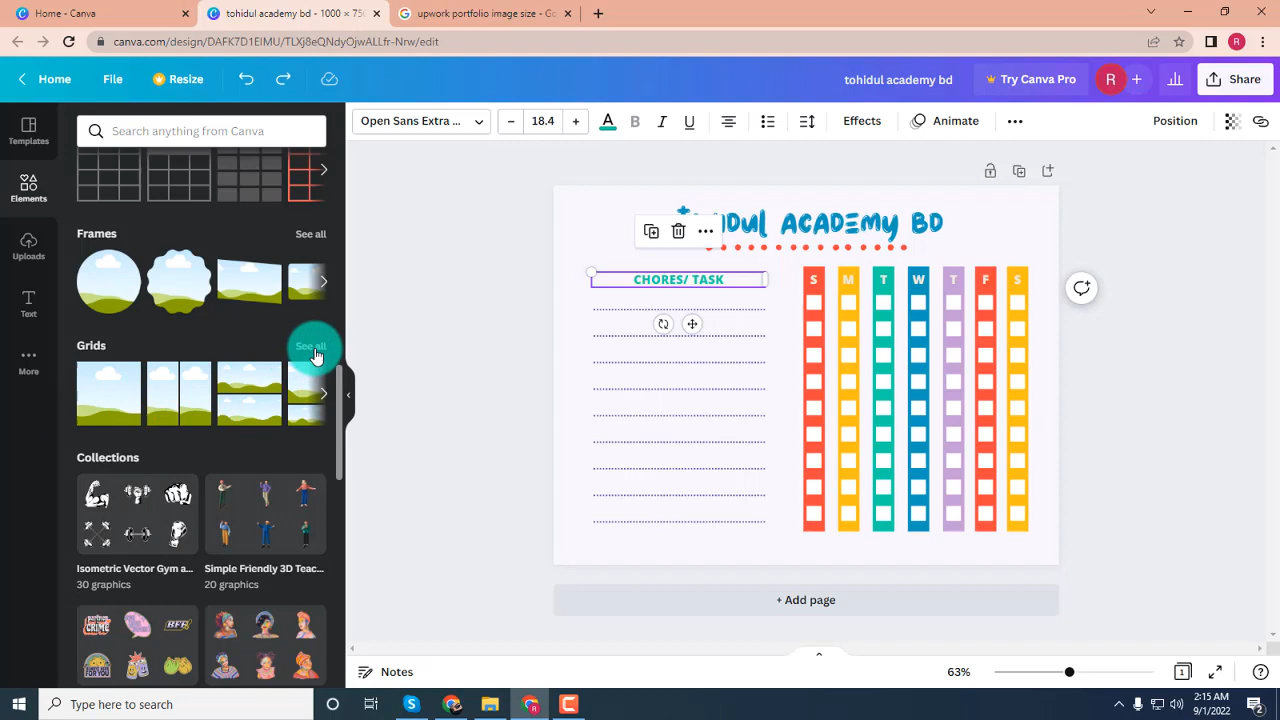 Home - Canva
tohidul academy bd - 1000 × 75
upwork portfolio image size - Go
canva.com/design/DAFK7D1EIMU/TLXj8eQNdyOjwALLfr-Nrw/edit
R
Home
File
Resize
tohidul academy bd
Try Canva Pro
R
Share
Open Sans Extra ...
18.4
A
B
I
U
Effects
Animate
Position
Templates
Elements
Uploads
Text
More
Search anything from Canva
Frames
See all
Grids
See all
Collections
Isometric Vector Gym a...
30 graphics
Simple Friendly 3D Teac...
20 graphics
BFF
ACADEMY BD
CHORES/ TASK
S M T W T F S
+ Add page
Notes
63%
1
Type here to search
2:15 AM
9/1/2022
2